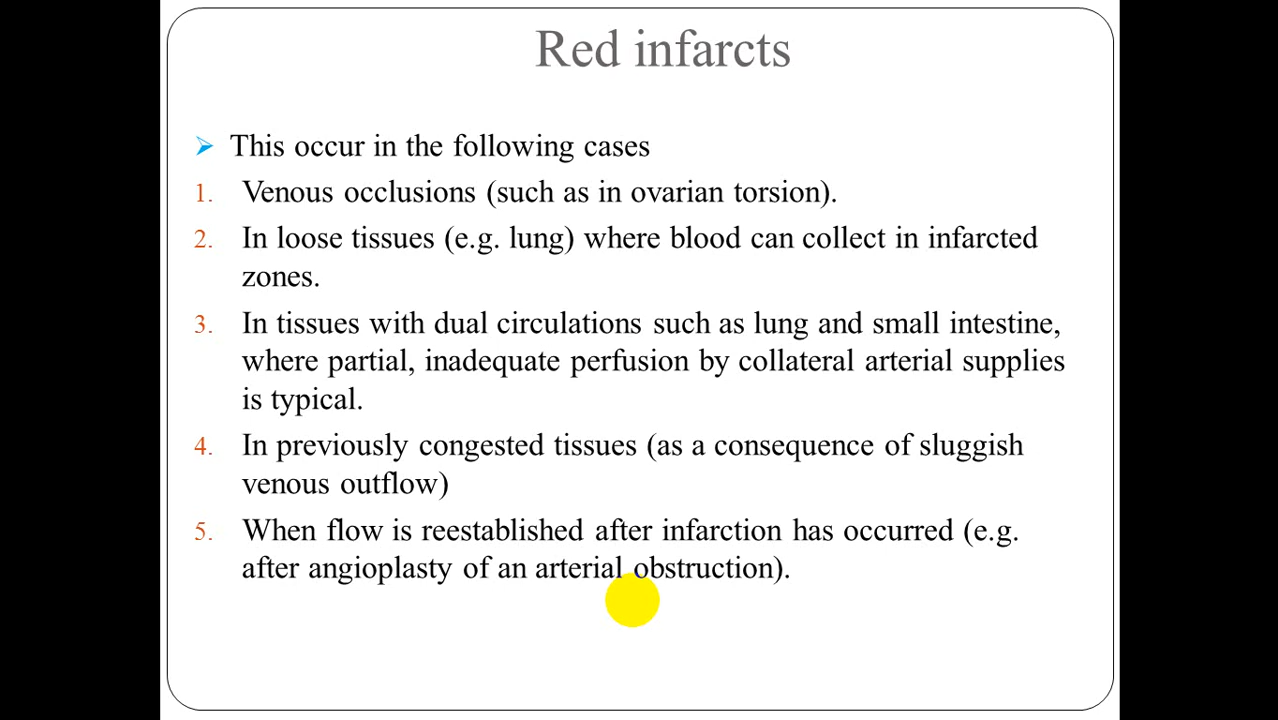 Red infarcts
➢ This occur in the following cases
1. Venous occlusions (such as in ovarian torsion).
2. In loose tissues (e.g. lung) where blood can collect in infarcted
zones.
3. In tissues with dual circulations such as lung and small intestine,
where partial, inadequate perfusion by collateral arterial supplies
is typical.
4. In previously congested tissues (as a consequence of sluggish
venous outflow)
5. When flow is reestablished after infarction has occurred (e.g.
after angioplasty of an arterial obstruction).